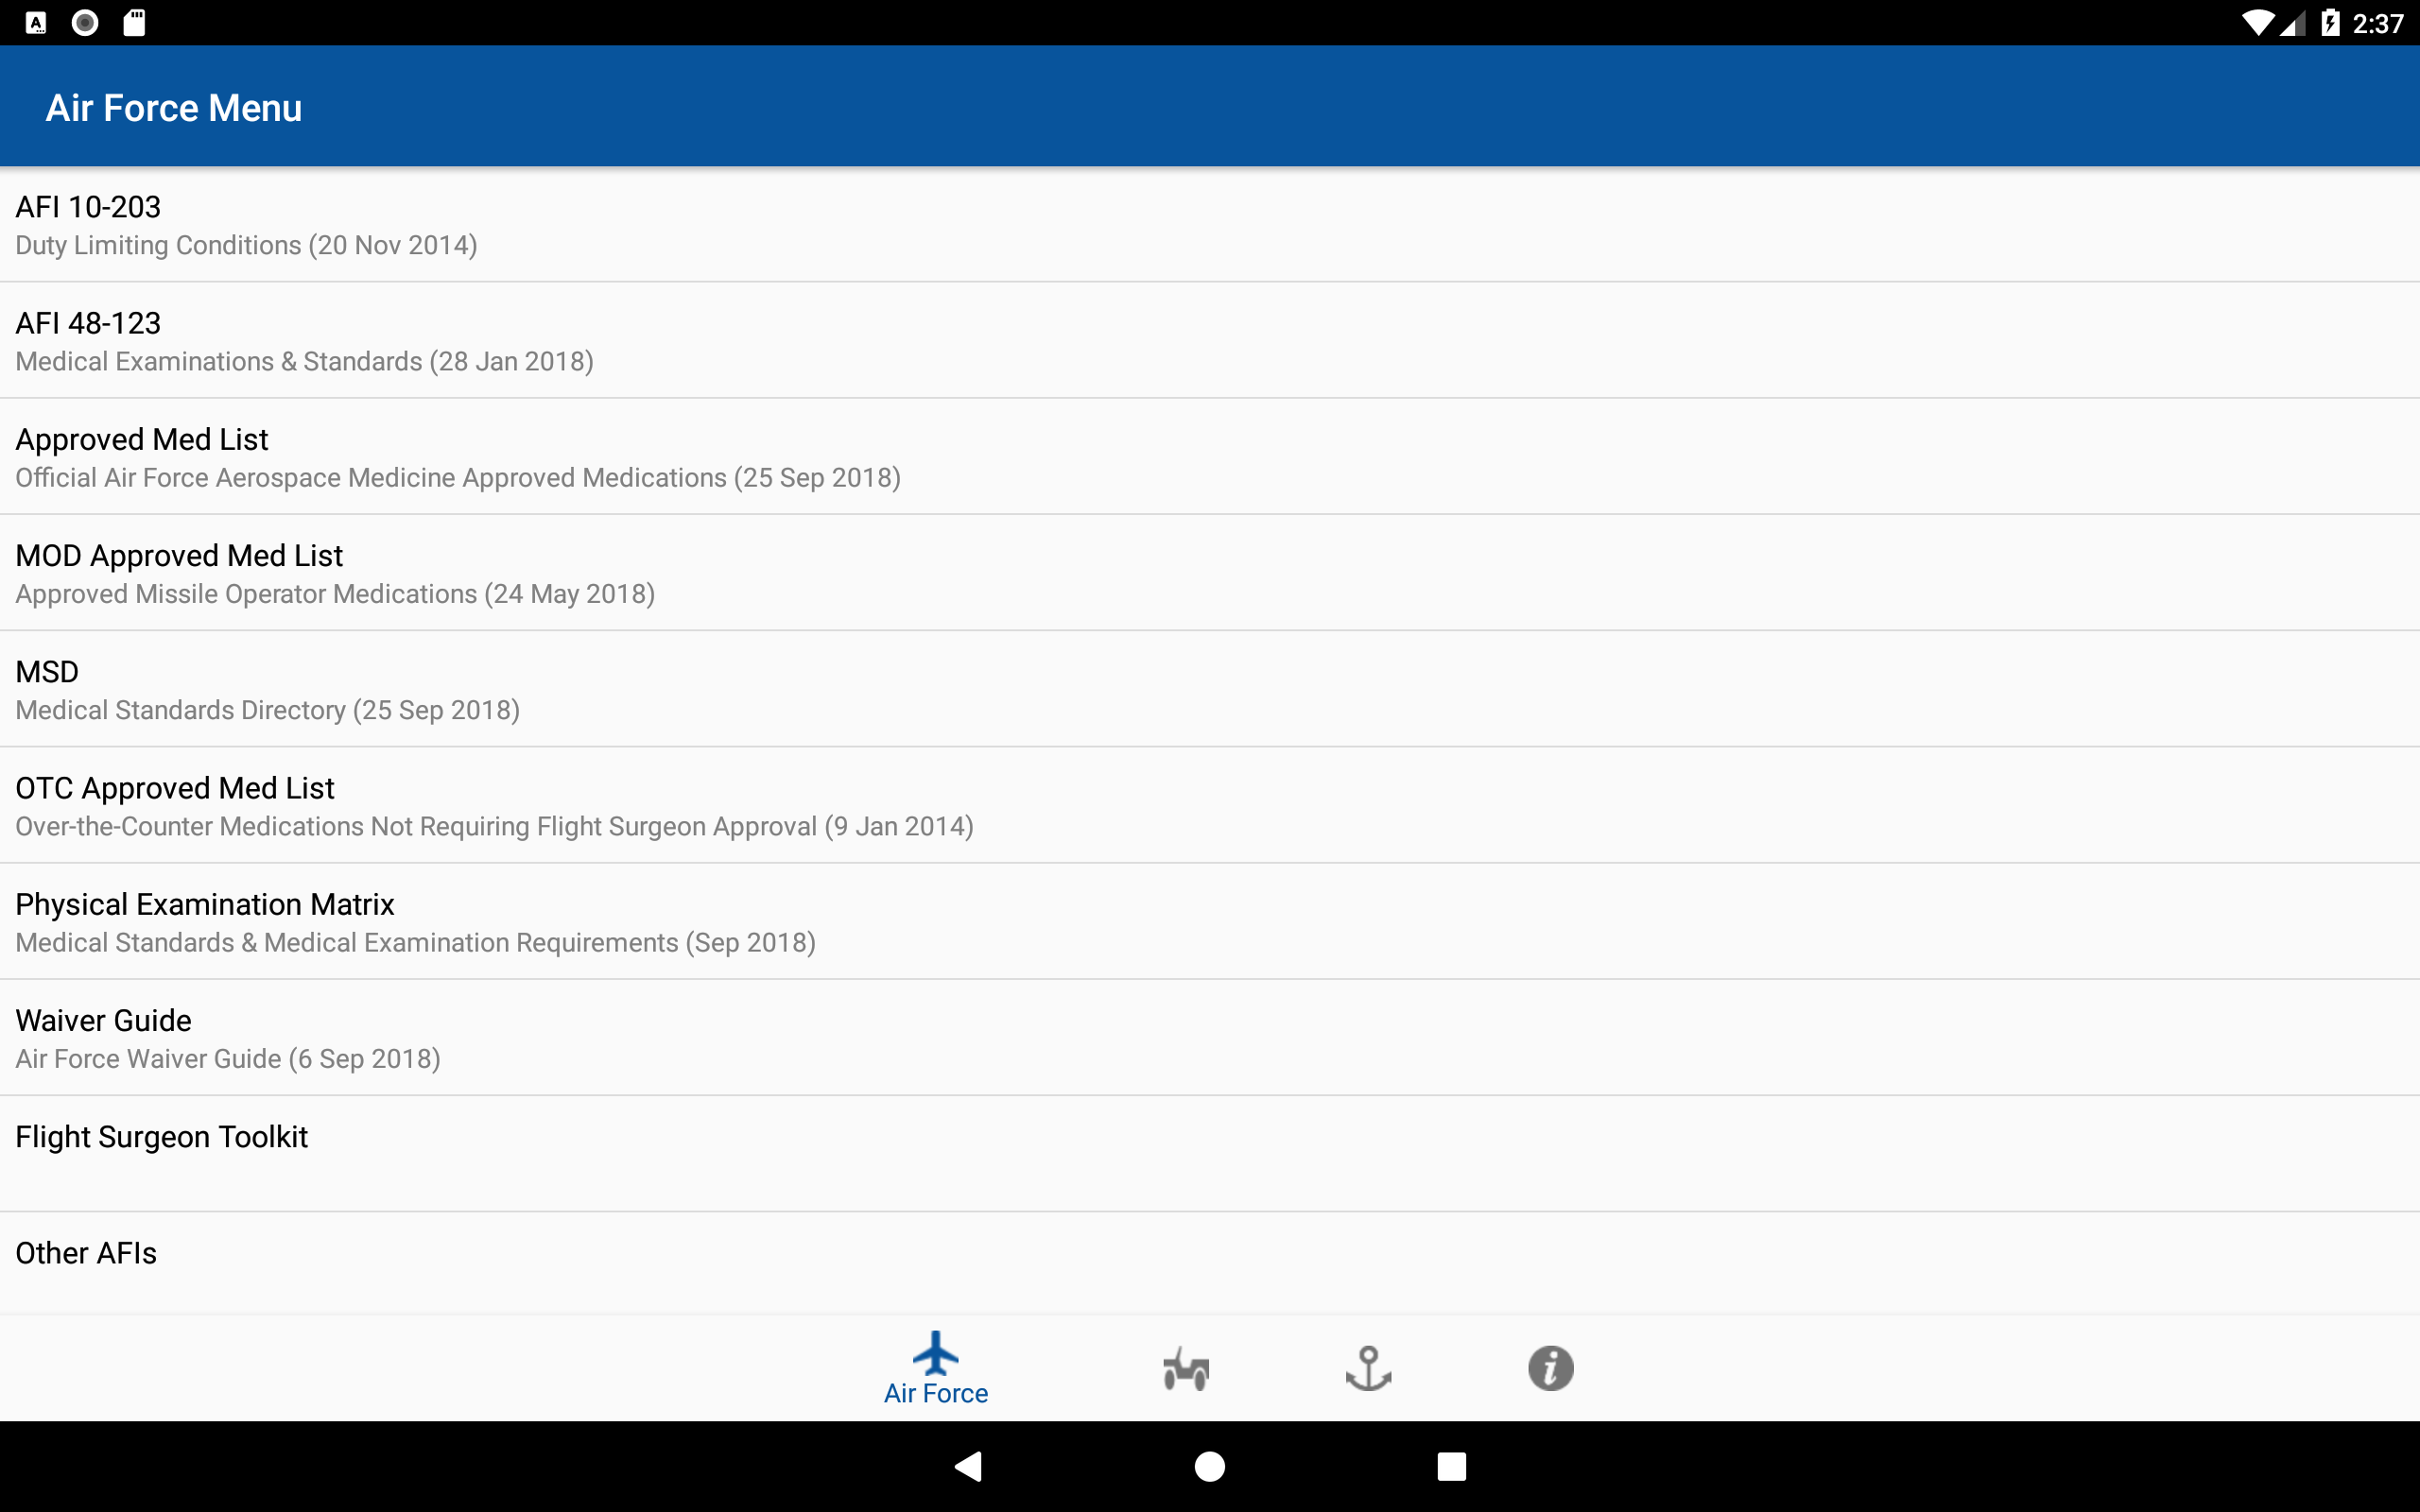 2:37
Air Force Menu
AFI 10-203
Duty Limiting Conditions (20 Nov 2014)
AFI 48-123
Medical Examinations & Standards (28 Jan 2018)
Approved Med List
Official Air Force Aerospace Medicine Approved Medications (25 Sep 2018)
MOD Approved Med List
Approved Missile Operator Medications (24 May 2018)
MSD
Medical Standards Directory (25 Sep 2018)
OTC Approved Med List
Over-the-Counter Medications Not Requiring Flight Surgeon Approval (9 Jan 2014)
Physical Examination Matrix
Medical Standards & Medical Examination Requirements (Sep 2018)
Waiver Guide
Air Force Waiver Guide (6 Sep 2018)
Flight Surgeon Toolkit
Other AFIs
Air Force